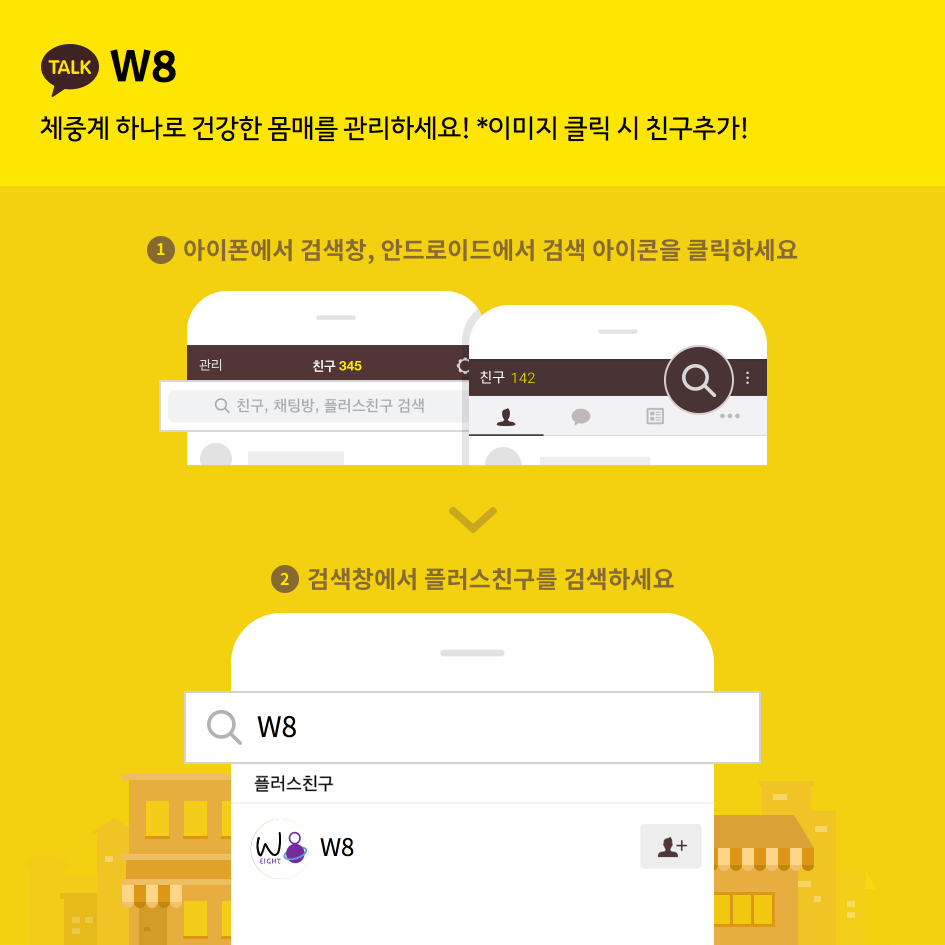 TALK W8
체중계 하나로 건강한 몸매를 관리하세요! *이미지 클릭 시 친구추가!
1 아이폰에서 검색창, 안드로이드에서 검색 아이콘을 클릭하세요
관리 친구 345
친구 142
친구, 채팅방, 플러스친구 검색
2 검색창에서 플러스친구를 검색하세요
W8
플러스친구
W EIGHT W8